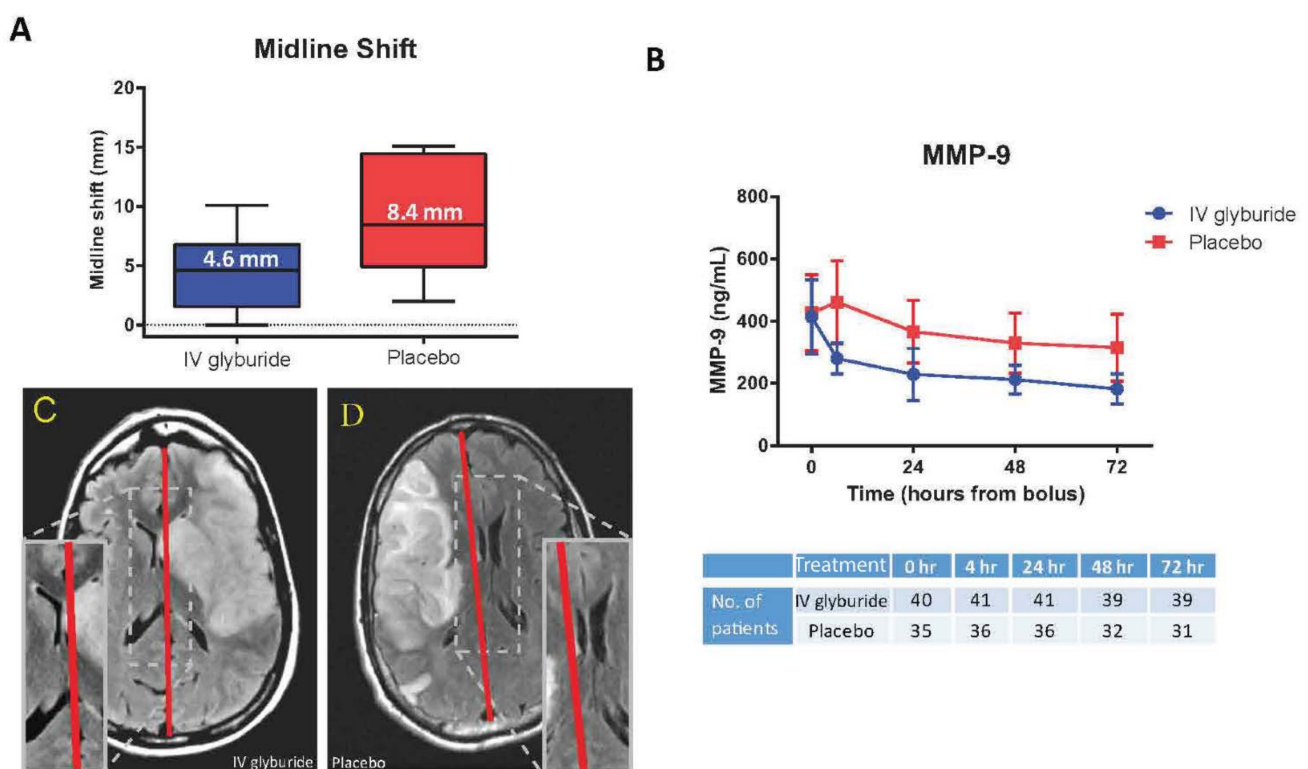 A
Midline Shift
20
15
10
5
0
Midline shift (mm)
4.6 mm
8.4 mm
IV glyburide
Placebo
B
MMP-9
800
600
400
200
0
MMP-9 (ng/mL)
IV glyburide
Placebo
0 24 48 72
Time (hours from bolus)
Treatment 0 hr 4 hr 24 hr 48 hr 72 hr
No. of patients
IV glyburide 40 41 41 39 39
Placebo 35 36 36 32 31
C
IV glyburide
D
Placebo